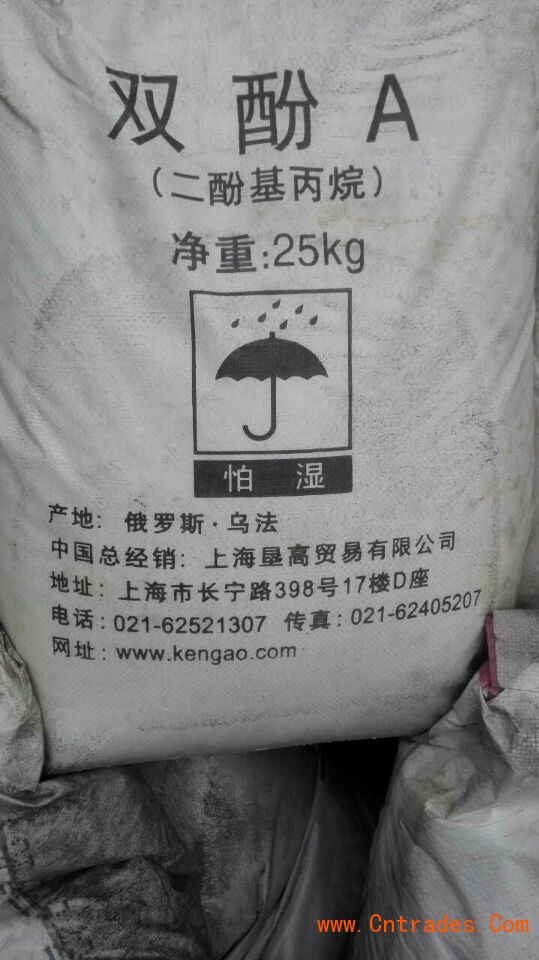 双酚A
（二酚基丙烷）
净重:25kg
怕湿
产地：俄罗斯·乌法
中国总经销：上海垦高贸易有限公司
地址：上海市长宁路398号17楼D座
电话：021-62521307 传真：021-62405207
网址：www.kengao.com
www.Cntrades.Com